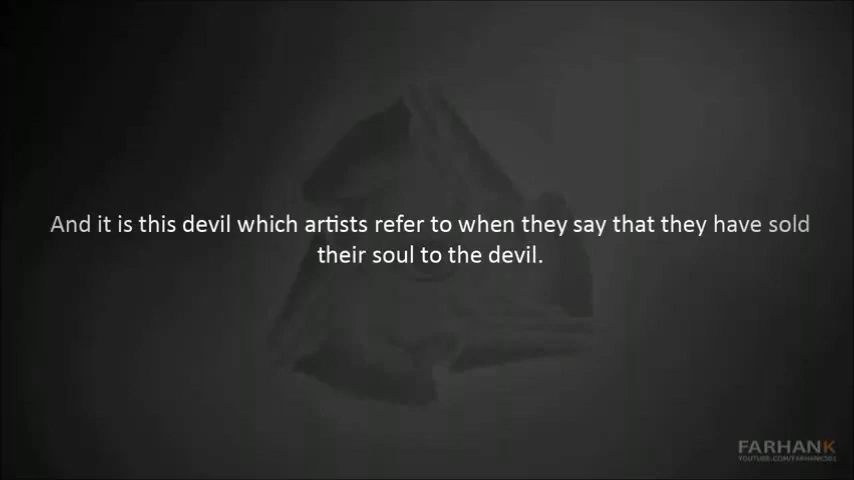 And it is this devil which artists refer to when they say that they have sold
their soul to the devil.
FARHANK
YOUTUBE.COM/FARHANK081